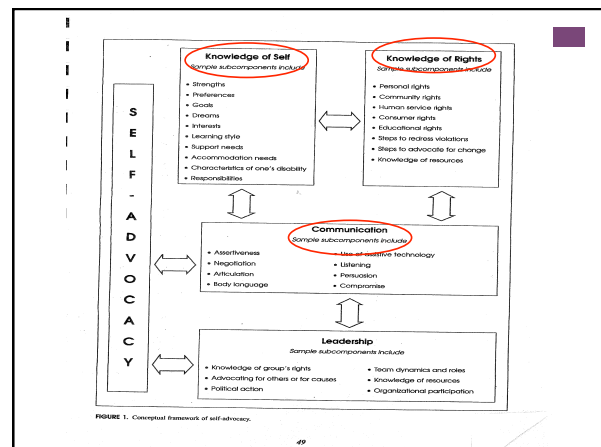 Knowledge of Self
Sample subcomponents include
• Strengths
• Preferences
• Goals
• Dreams
• Interests
• Learning style
• Support needs
• Accommodation needs
• Characteristics of one's disability
• Responsibilities
Knowledge of Rights
Sample subcomponents include
• Personal rights
• Community rights
• Human service rights
• Consumer rights
• Educational rights
• Steps to redress violations
• Steps to advocate for change
• Knowledge of resources
SELF-ADVOCACY
Communication
Sample subcomponents include
• Assertiveness
• Negotiation
• Articulation
• Body language
• Use of assistive technology
• Listening
• Persuasion
• Compromise
Leadership
Sample subcomponents include
• Knowledge of group's rights
• Advocating for others or for causes
• Political action
• Team dynamics and roles
• Knowledge of resources
• Organizational participation
FIGURE 1. Conceptual framework of self-advocacy.
49